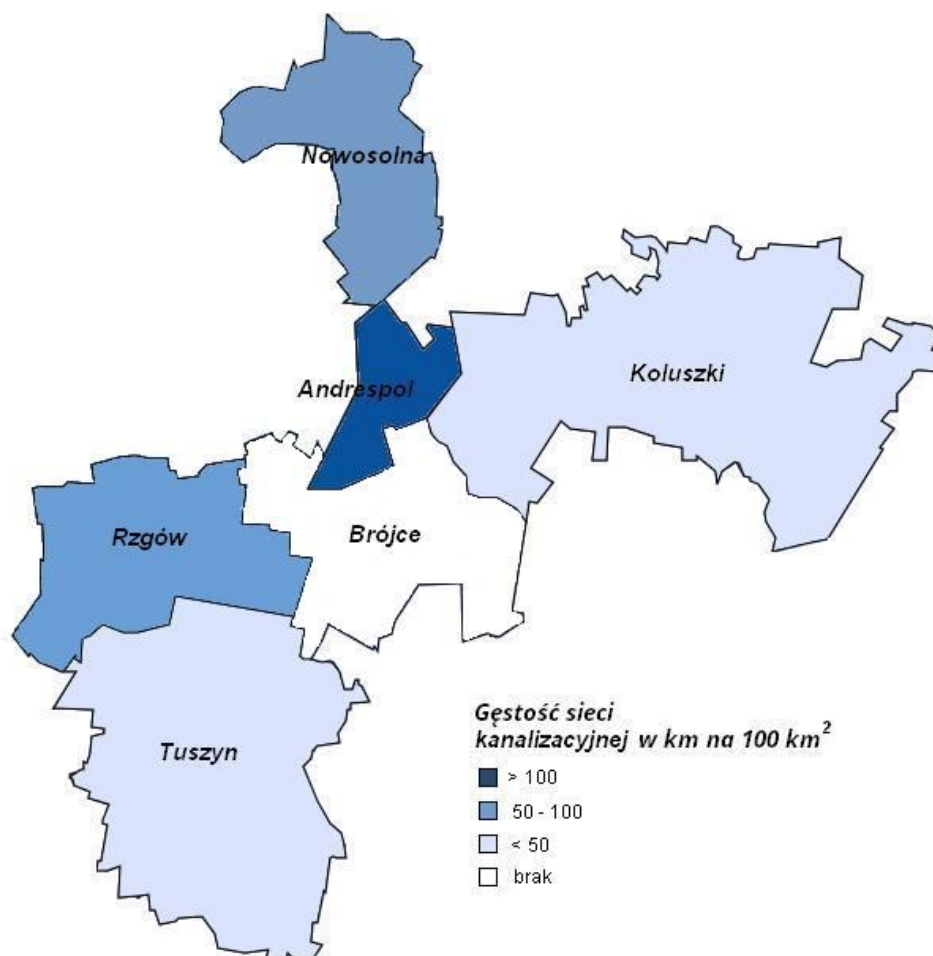 Nowosolna
Koluszki
Andrespol
Rzgów
Brójce
Tuszyn
Gęstość sieci
kanalizacyjnej w km na 100 km²
> 100
50 - 100
< 50
brak